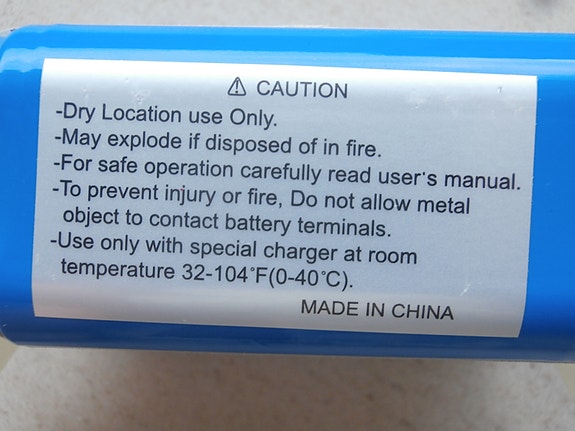 ⚠ CAUTION
-Dry Location use Only.
-May explode if disposed of in fire.
-For safe operation carefully read user's manual.
-To prevent injury or fire, Do not allow metal
object to contact battery terminals.
-Use only with special charger at room
temperature 32-104°F(0-40°C).
MADE IN CHINA